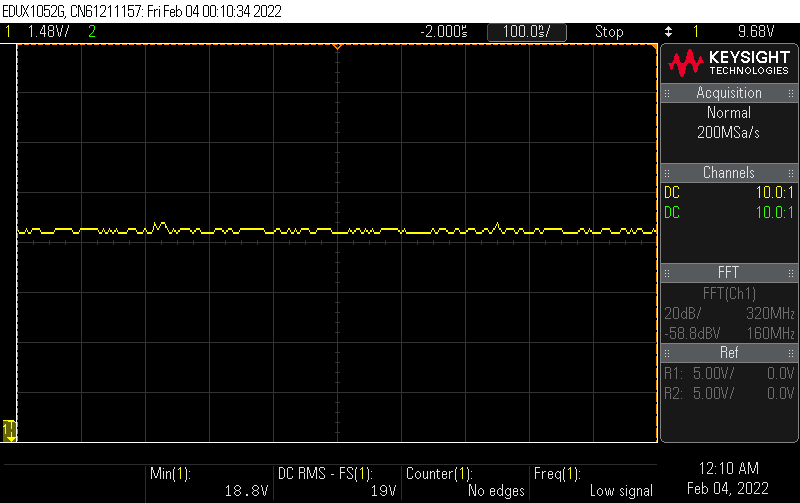 EDUX1052G, CN61211157: Fri Feb 04 00:10:34 2022
1 1.48V/ 2 -2.000s 100.0s/ Stop 1 9.68V
KEYSIGHT
TECHNOLOGIES
Acquisition
Normal
200MSa/s
Channels
DC 10.0:1
DC 10.0:1
FFT
FFT(Ch1)
20dB/ 320MHz
-58.8dBV 160MHz
Ref
R1: 5.00V/ 0.0V
R2: 5.00V/ 0.0V
1
Min(1): DC RMS - FS(1): Counter(1): Freq(1):
18.8V 19V No edges Low signal
12:10 AM
Feb 04, 2022